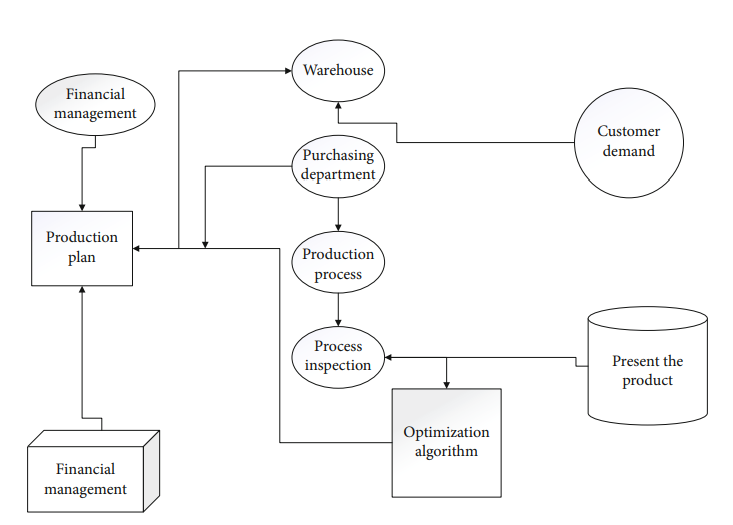 Warehouse
Financial
management
Customer
demand
Purchasing
department
Production
plan
Production
process
Process
inspection
Present the
product
Optimization
algorithm
Financial
management